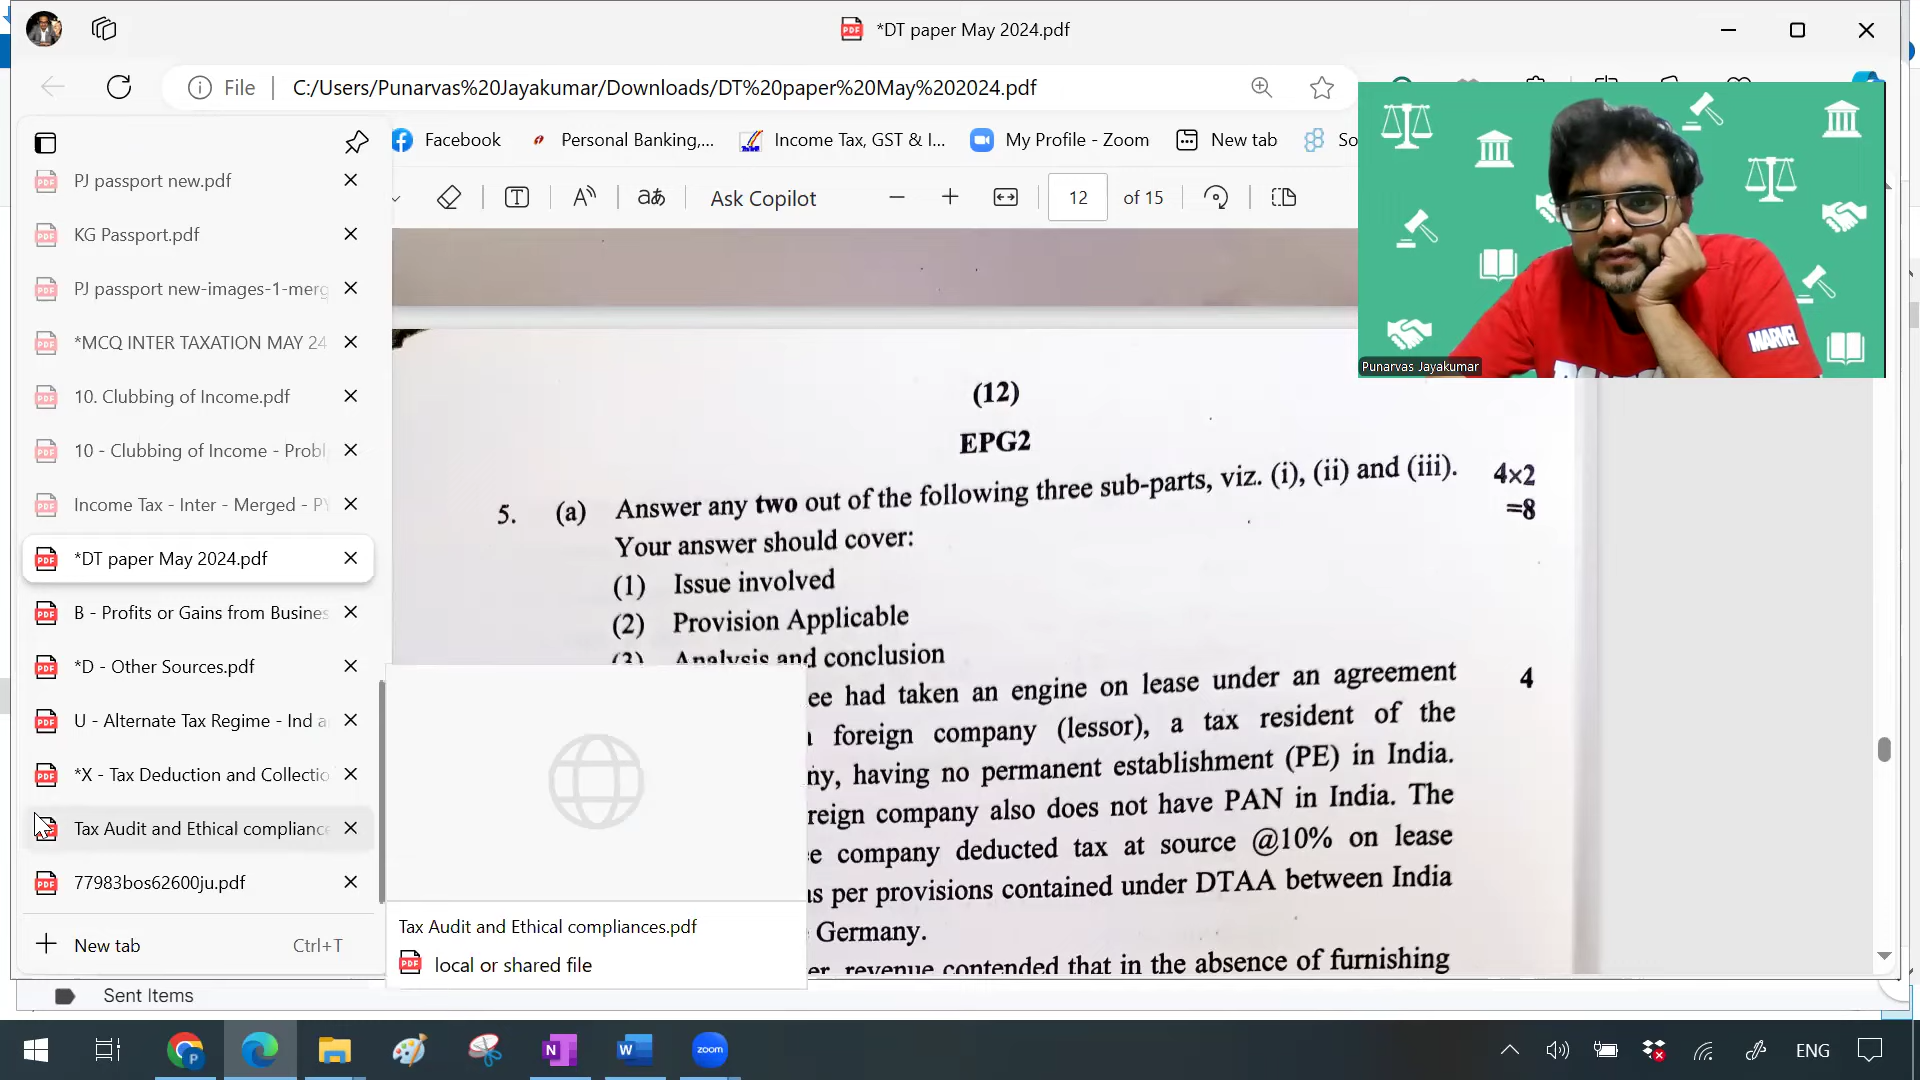 *DT paper May 2024.pdf
File
C:/Users/Punarvas%20Jayakumar/Downloads/DT%20paper%20May%202024.pdf
Facebook
Personal Banking,...
Income Tax, GST & I...
My Profile - Zoom
New tab
So
Ask Copilot
12
of 15
PJ passport new.pdf
KG Passport.pdf
PJ passport new-images-1-merg
*MCQ INTER TAXATION MAY 24
10. Clubbing of Income.pdf
10 - Clubbing of Income - Probl
Income Tax - Inter - Merged - PY
*DT paper May 2024.pdf
B - Profits or Gains from Busines
*D - Other Sources.pdf
U - Alternate Tax Regime - Ind a
*X - Tax Deduction and Collectio
Tax Audit and Ethical compliance
77983bos62600ju.pdf
New tab
Ctrl+T
Sent Items
Punarvas Jayakumar
MARVEL
(12)
EPG2
5. (a) Answer any two out of the following three sub-parts, viz. (i), (ii) and (iii). 4×2
=8
Your answer should cover:
(1) Issue involved
(2) Provision Applicable
(3) Analysis and conclusion
ee had taken an engine on lease under an agreement 4
foreign company (lessor), a tax resident of the
ny, having no permanent establishment (PE) in India.
reign company also does not have PAN in India. The
e company deducted tax at source @10% on lease
as per provisions contained under DTAA between India
Germany.
er, revenue contended that in the absence of furnishing
Tax Audit and Ethical compliances.pdf
local or shared file
zoom
ENG